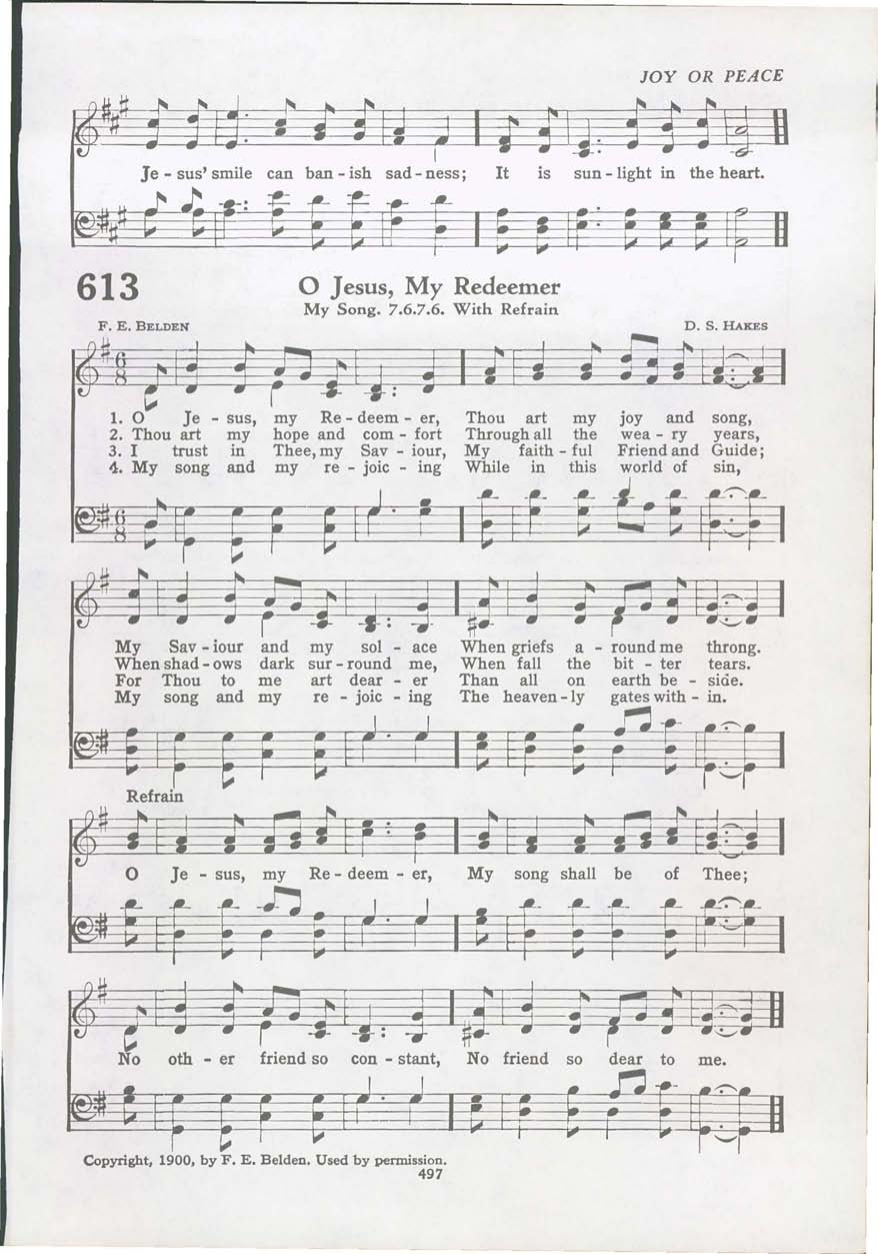 JOY OR PEACE
Je - sus' smile can ban - ish sad - ness; It is sun - light in the heart.
613
O Jesus, My Redeemer
My Song. 7.6.7.6. With Refrain
F. E. BELDEN D. S. HAKES
6
8
1. O Je - sus, my Re - deem - er, Thou art my joy and song,
2. Thou art my hope and com - fort Through all the wea - ry years,
3. I trust in Thee, my Sav - iour, My faith - ful Friend and Guide;
4. My song and my re - joic - ing While in this world of sin,
6
8
My Sav - iour and my sol - ace When griefs a - round me throng.
When shad - ows dark sur - round me, When fall the bit - ter tears.
For Thou to me art dear - er Than all on earth be - side.
My song and my re - joic - ing The heaven - ly gates with - in.
Refrain
O Je - sus, my Re - deem - er, My song shall be of Thee;
No oth - er friend so con - stant, No friend so dear to me.
Copyright, 1900, by F. E. Belden. Used by permission.
497